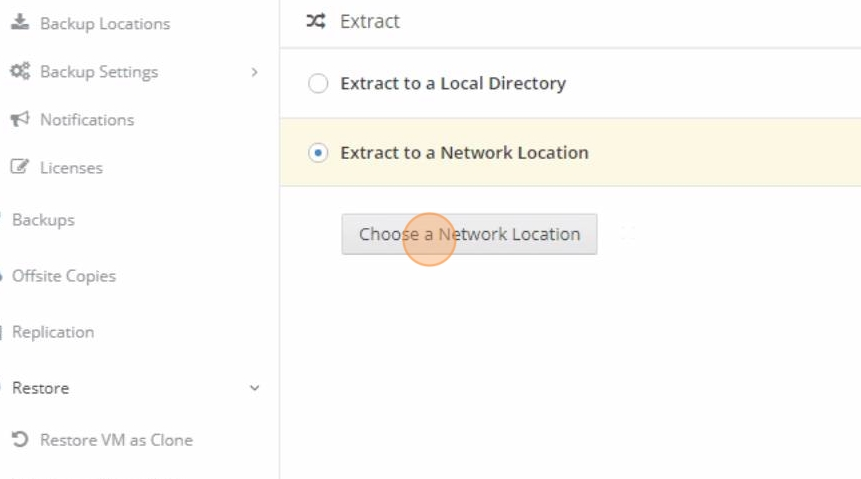 Backup Locations
Backup Settings
Notifications
Licenses
Backups
Offsite Copies
Replication
Restore
Restore VM as Clone
Extract
Extract to a Local Directory
Extract to a Network Location
Choose a Network Location